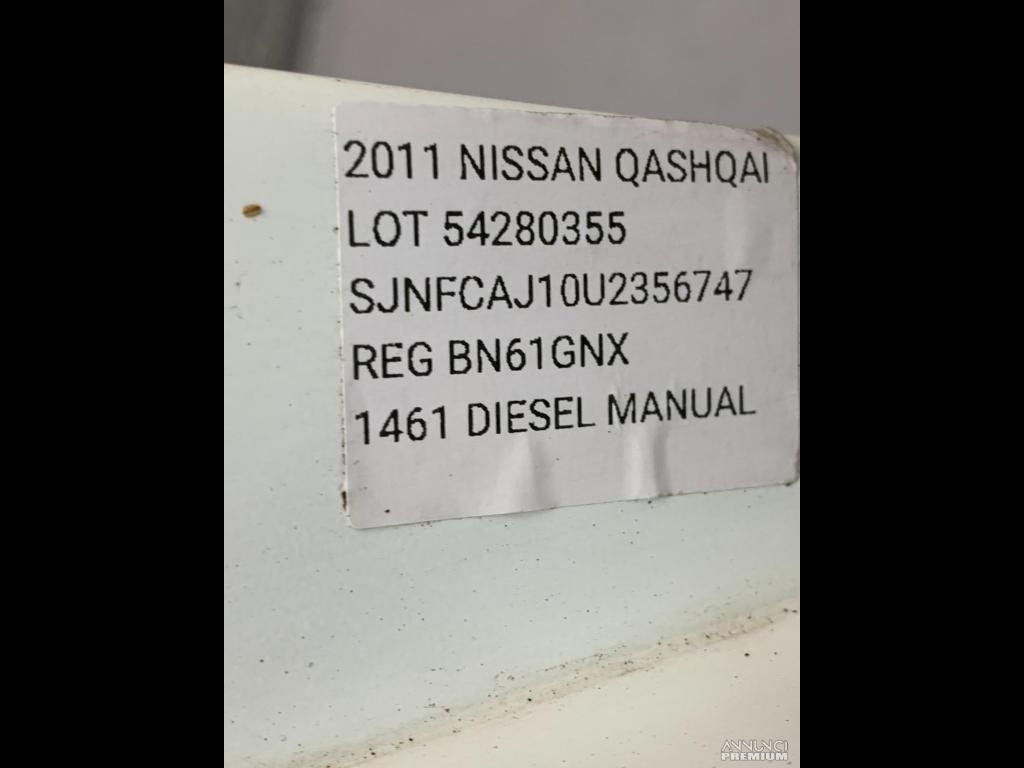 2011 NISSAN QASHQAI
LOT 54280355
SJNFCAJ10U2356747
REG BN61GNX
1461 DIESEL MANUAL
ANNUNCI
PREMIUM